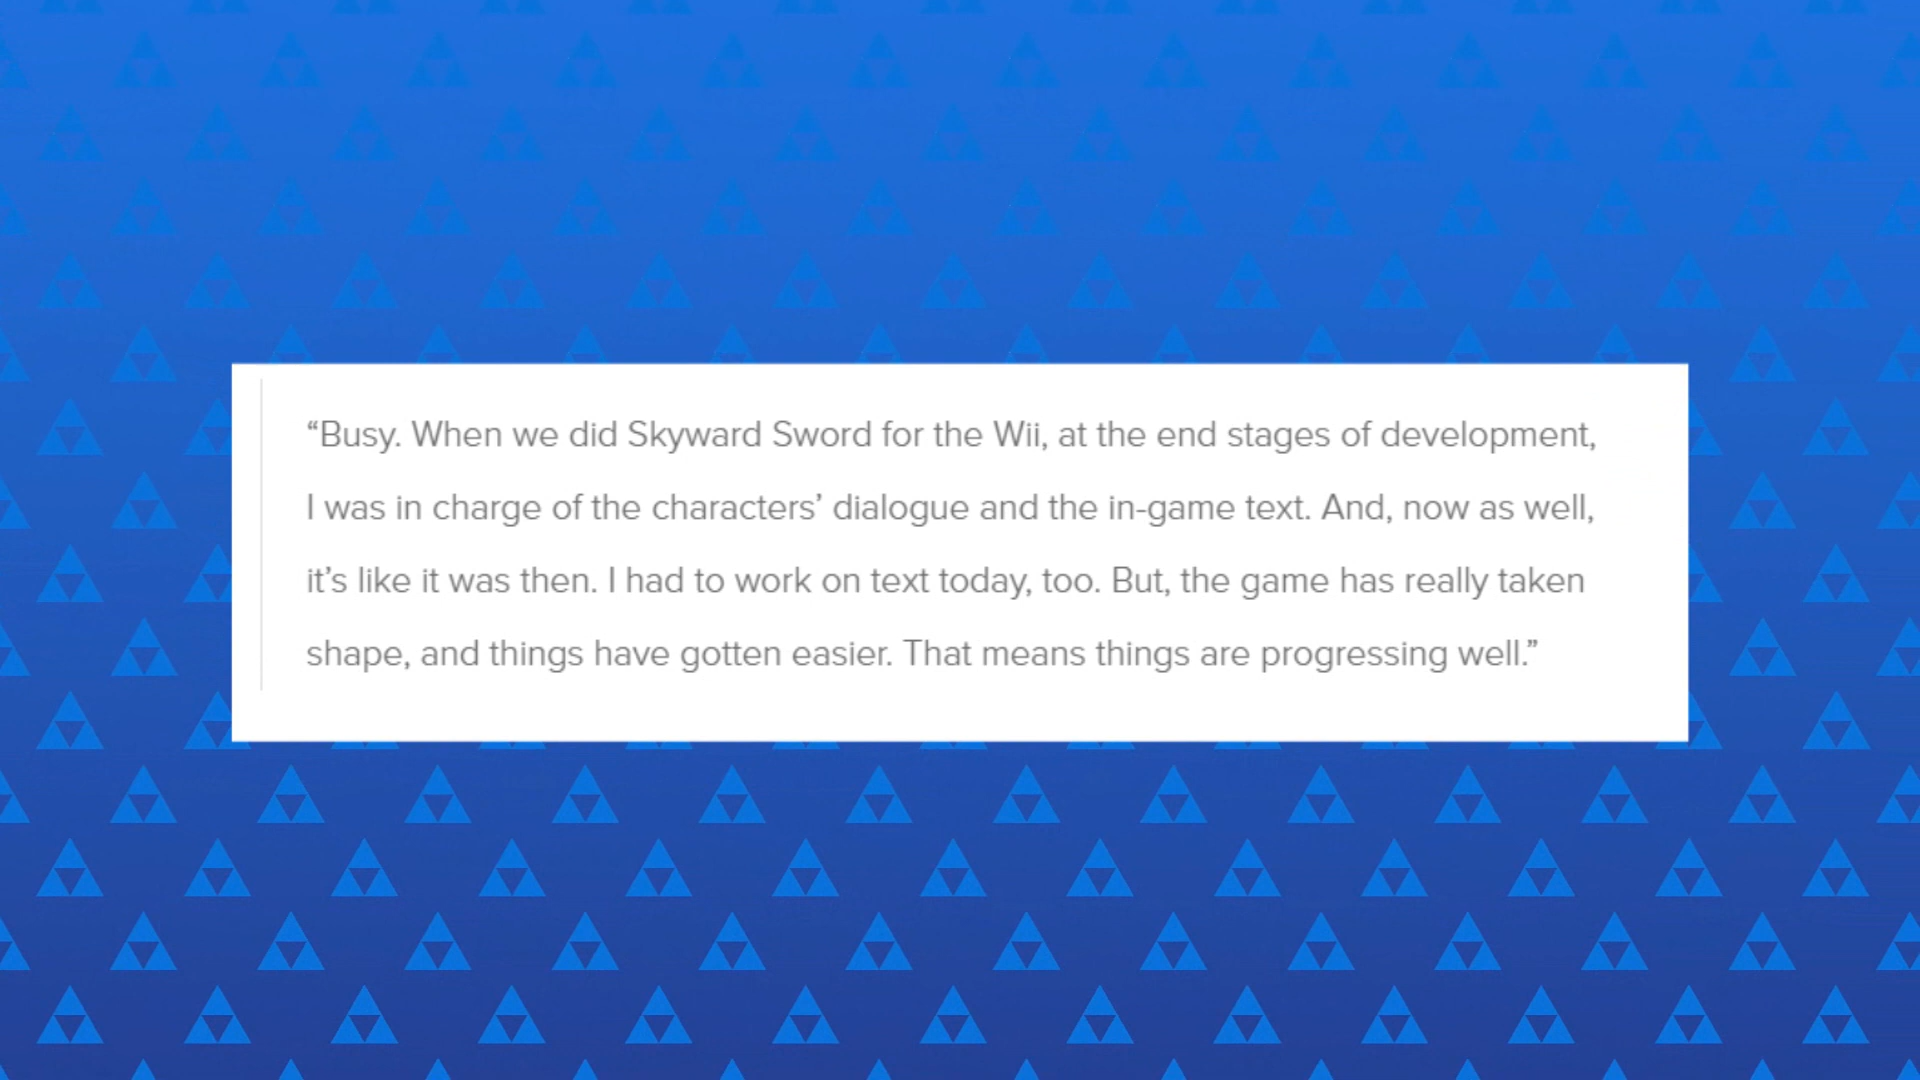 “Busy. When we did Skyward Sword for the Wii, at the end stages of development,
I was in charge of the characters’ dialogue and the in-game text. And, now as well,
it’s like it was then. I had to work on text today, too. But, the game has really taken
shape, and things have gotten easier. That means things are progressing well.”